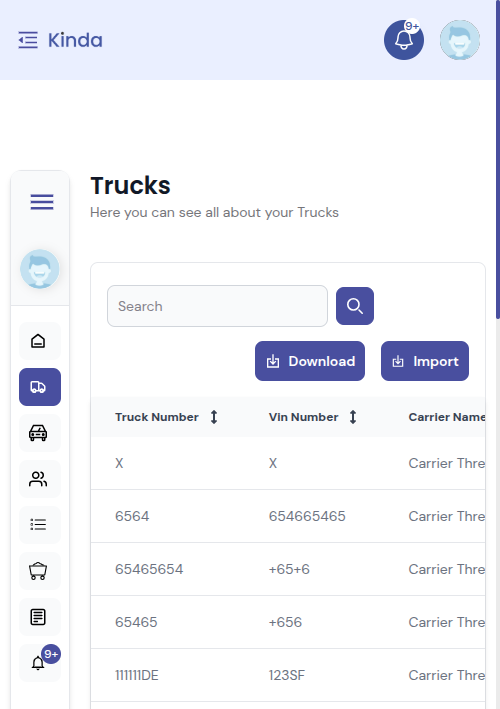 Kinda
9+
Trucks
Here you can see all about your Trucks
Search
Download Import
Truck Number Vin Number Carrier Name
X X Carrier Thre
6564 654665465 Carrier Thre
65465654 +65+6 Carrier Thre
65465 +656 Carrier Thre
111111DE 123SF Carrier Thre
9+